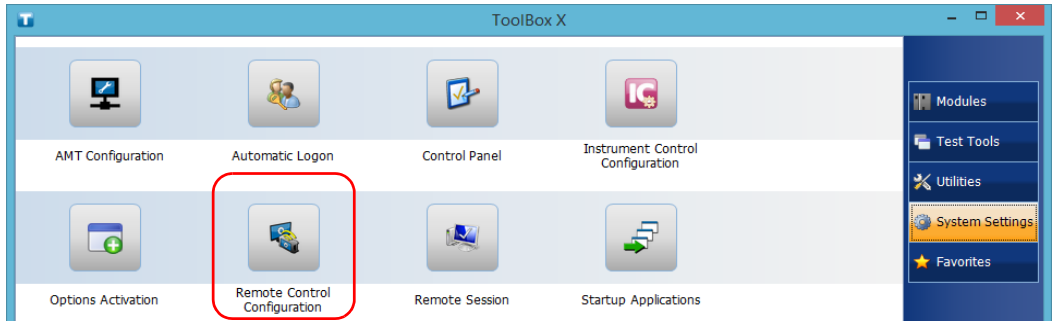 ToolBox X
AMT Configuration
Automatic Logon
Control Panel
Instrument Control
Configuration
Options Activation
Remote Control
Configuration
Remote Session
Startup Applications
Modules
Test Tools
Utilities
System Settings
Favorites